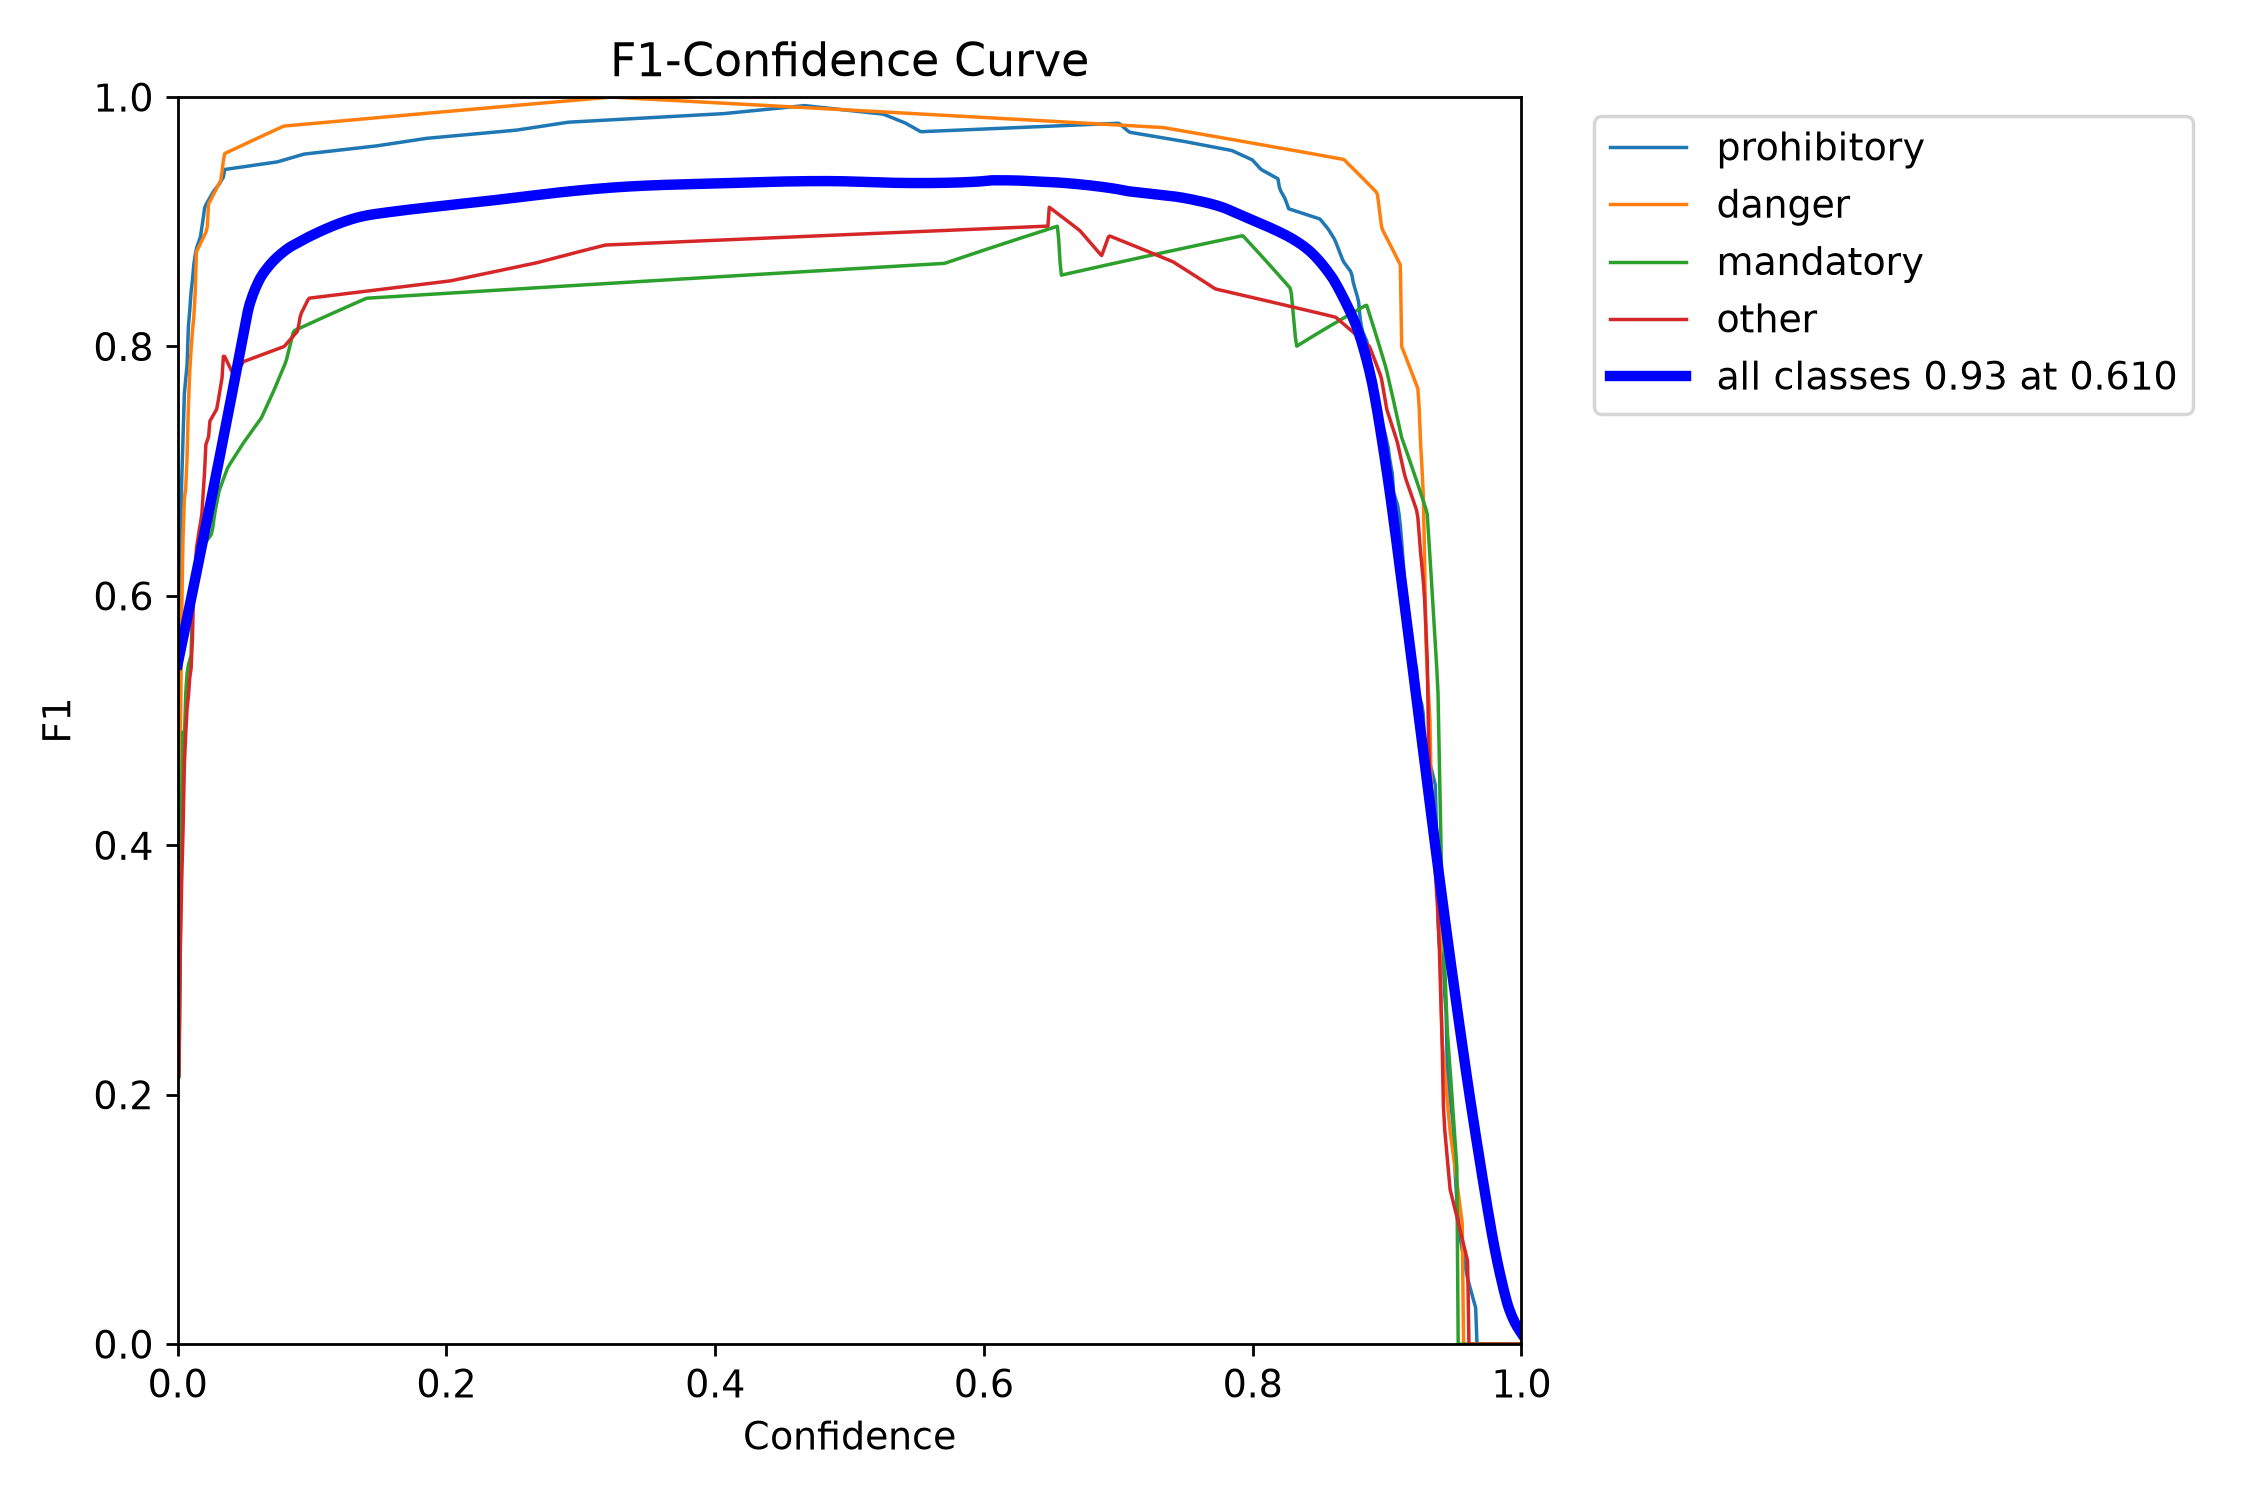 F1-Confidence Curve
1.0
0.8
0.6
0.4
0.2
0.0
F1
0.0 0.2 0.4 0.6 0.8 1.0
Confidence
prohibitory
danger
mandatory
other
all classes 0.93 at 0.610